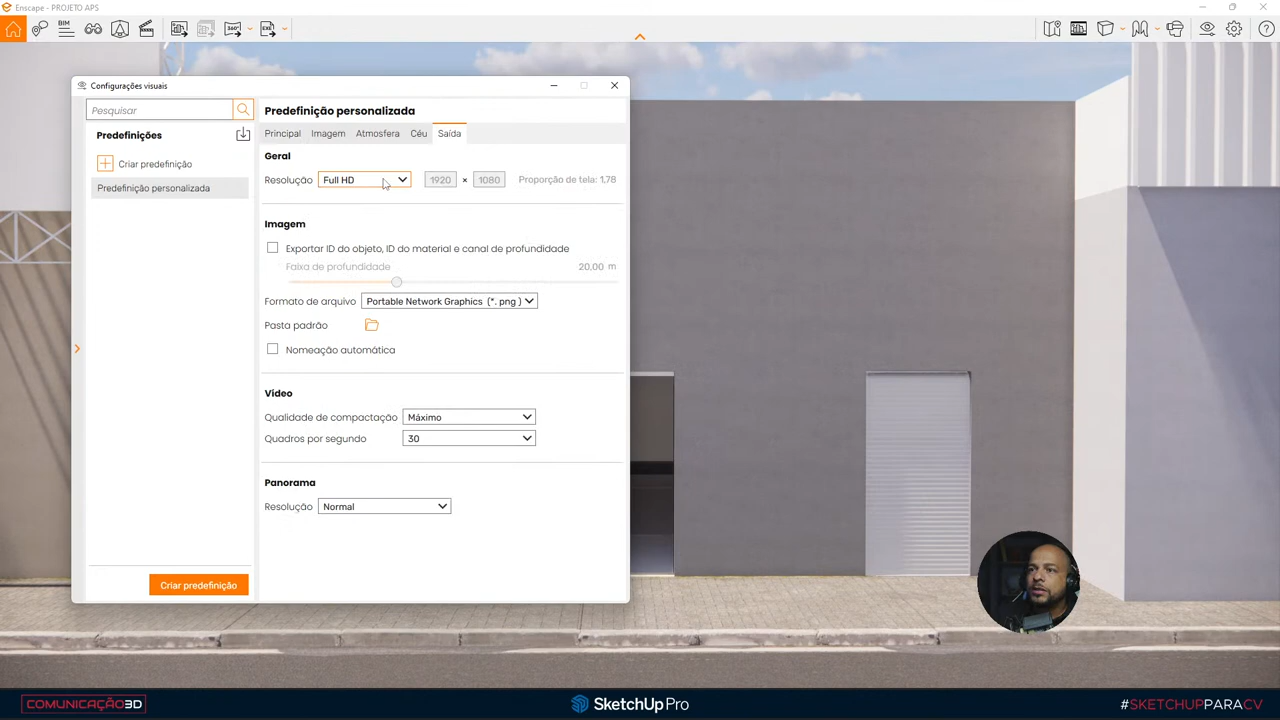 Enscape - PROJETO APS
BIM
360°
EXE
Configurações visuais
Pesquisar
Predefinições
Criar predefinição
Predefinição personalizada
Criar predefinição
Predefinição personalizada
Principal Imagem Atmosfera Céu Saída
Geral
Resolução Full HD 1920 × 1080 Proporção de tela: 1,78
Imagem
Exportar ID do objeto, ID do material e canal de profundidade
Faixa de profundidade 20,00 m
Formato de arquivo Portable Network Graphics (*. png )
Pasta padrão
Nomeação automática
Vídeo
Qualidade de compactação Máximo
Quadros por segundo 30
Panorama
Resolução Normal
COMUNICAÇÃO3D
SketchUp Pro
#SKETCHUPPARACV